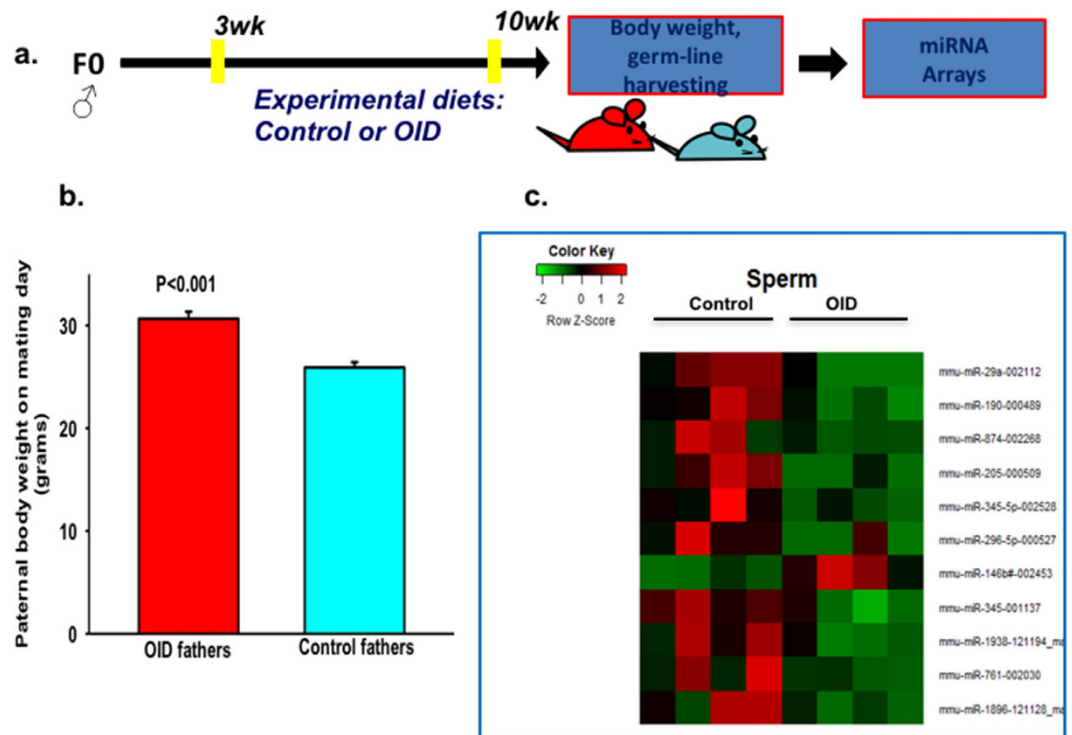 a.
F0
♂
3wk
10wk
Experimental diets:
Control or OID
Body weight,
germ-line
harvesting
miRNA
Arrays
b.
Paternal body weight on mating day
(grams)
30
20
10
0
P<0.001
OID fathers
Control fathers
c.
Color Key
-2 0 1 2
Row Z-Score
Sperm
Control OID
mmu-miR-29a-002112
mmu-miR-190-000489
mmu-miR-874-002268
mmu-miR-205-000509
mmu-miR-345-5p-002528
mmu-miR-296-5p-000527
mmu-miR-146b#-002453
mmu-miR-345-001137
mmu-miR-1938-121194_ma
mmu-miR-761-002030
mmu-miR-1896-121128_ma